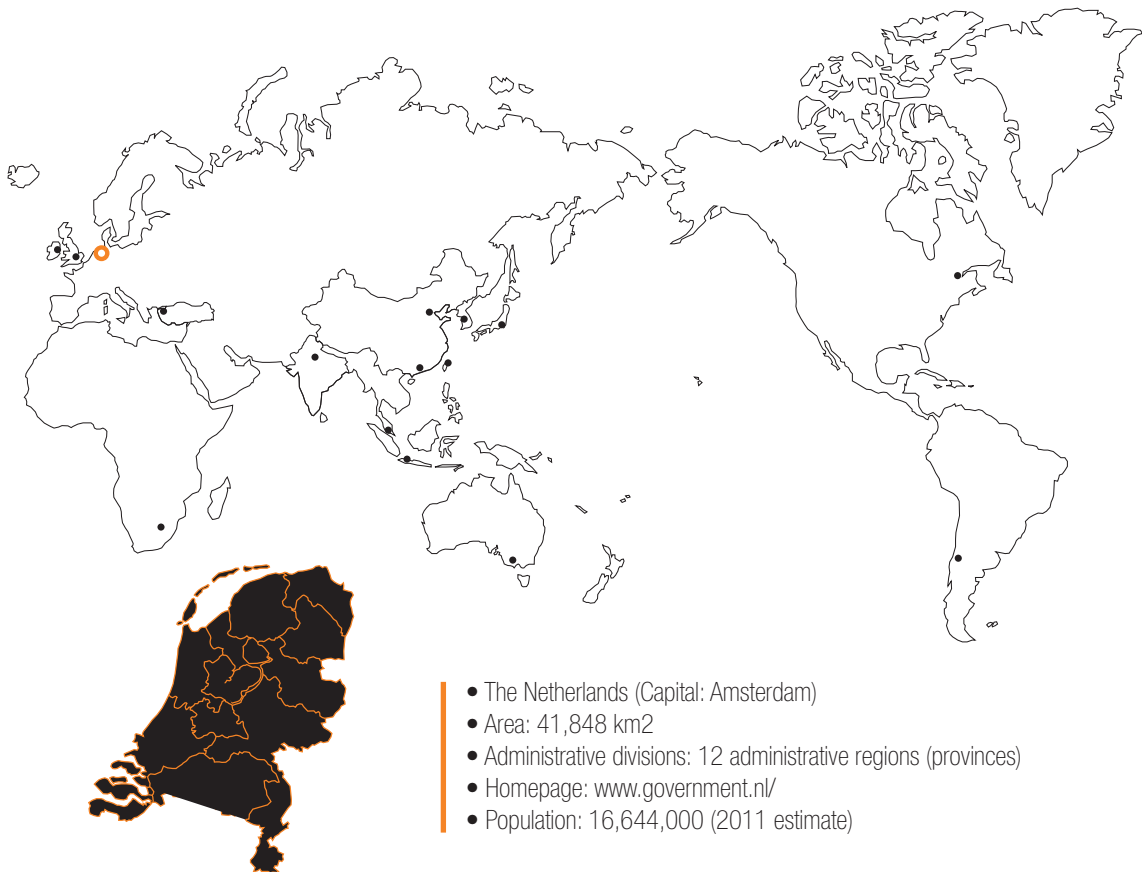 • The Netherlands (Capital: Amsterdam)
• Area: 41,848 km2
• Administrative divisions: 12 administrative regions (provinces)
• Homepage: www.government.nl/
• Population: 16,644,000 (2011 estimate)